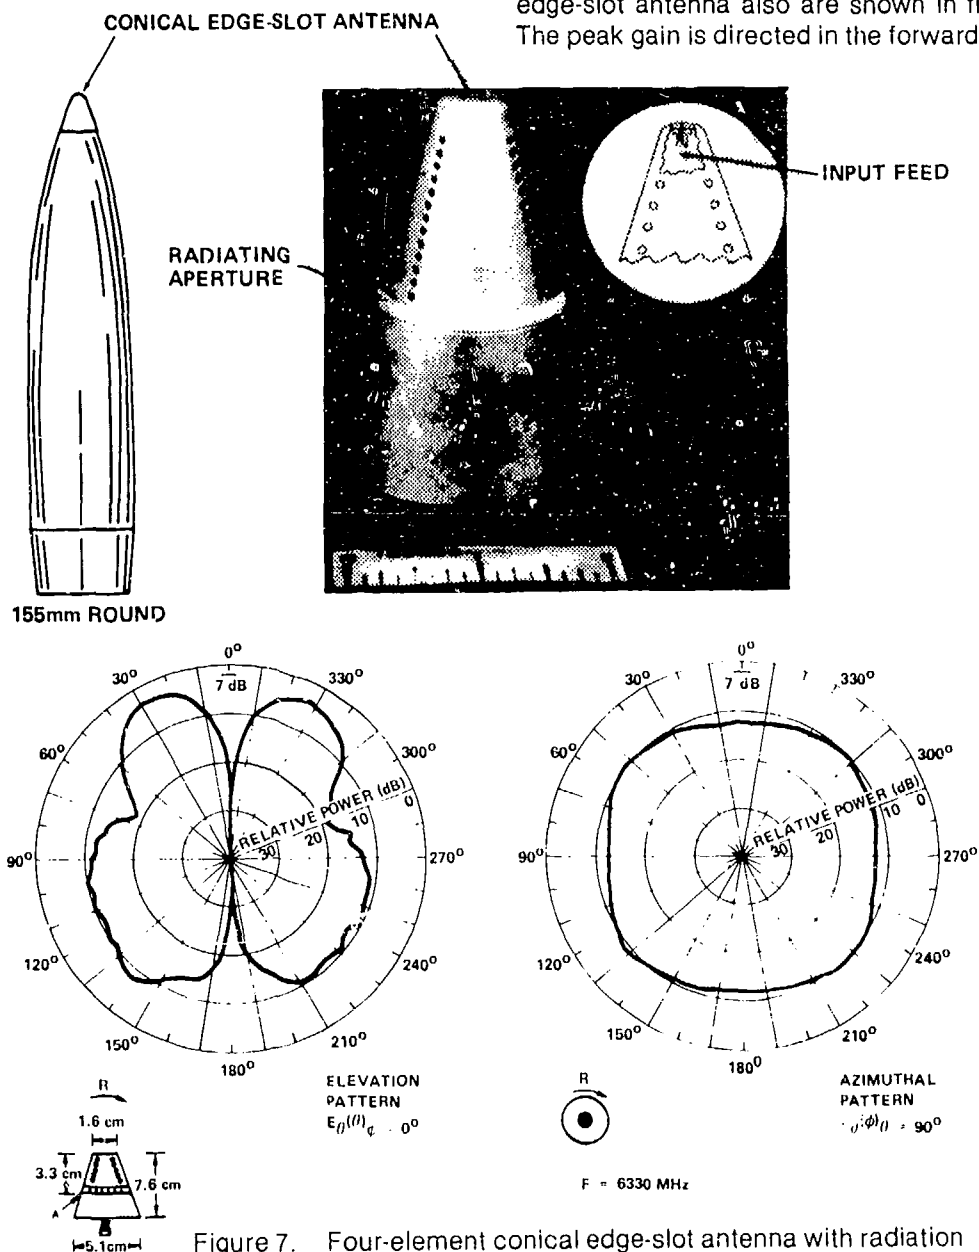 edge-slot antenna also are shown in
The peak gain is directed in the forward
CONICAL EDGE-SLOT ANTENNA
INPUT FEED
RADIATING
APERTURE
155mm ROUND
0°
30°
330°
7 dB
60°
300°
RELATIVE POWER (dB)
30 20 10 0
90°
270°
120°
240°
150°
210°
180°
0°
30°
330°
7 dB
60°
300°
RELATIVE POWER (dB)
30 20 10 0
90°
270°
120°
240°
150°
210°
180°
R
1.6 cm
3.3 cm
7.6 cm
A
5.1cm
ELEVATION
PATTERN
Eθ(θ)¢ 0°
R
AZIMUTHAL
PATTERN
(φ)θ = 90°
F = 6330 MHz
Figure 7. Four-element conical edge-slot antenna with radiation